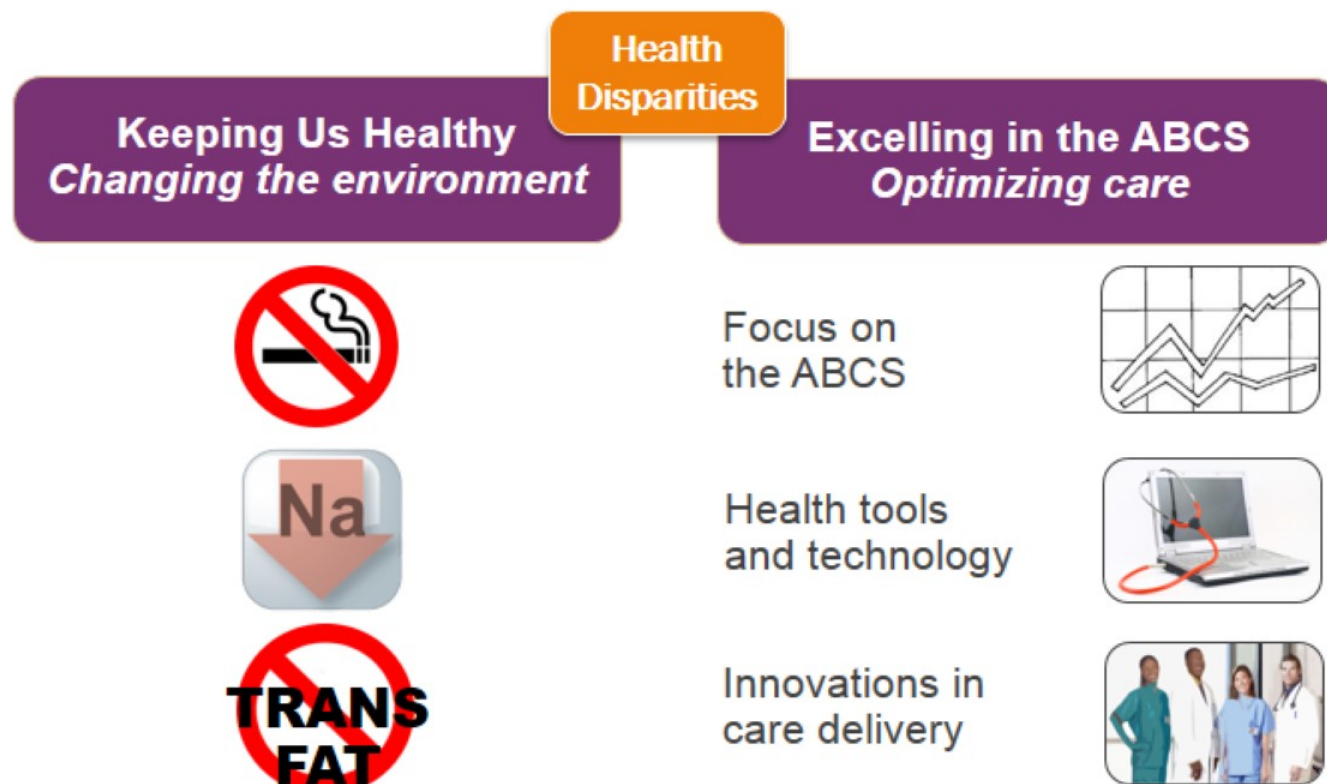 Health
Disparities
Keeping Us Healthy
Changing the environment
Excelling in the ABCS
Optimizing care
Focus on
the ABCS
Na
Health tools
and technology
TRANS
FAT
Innovations in
care delivery